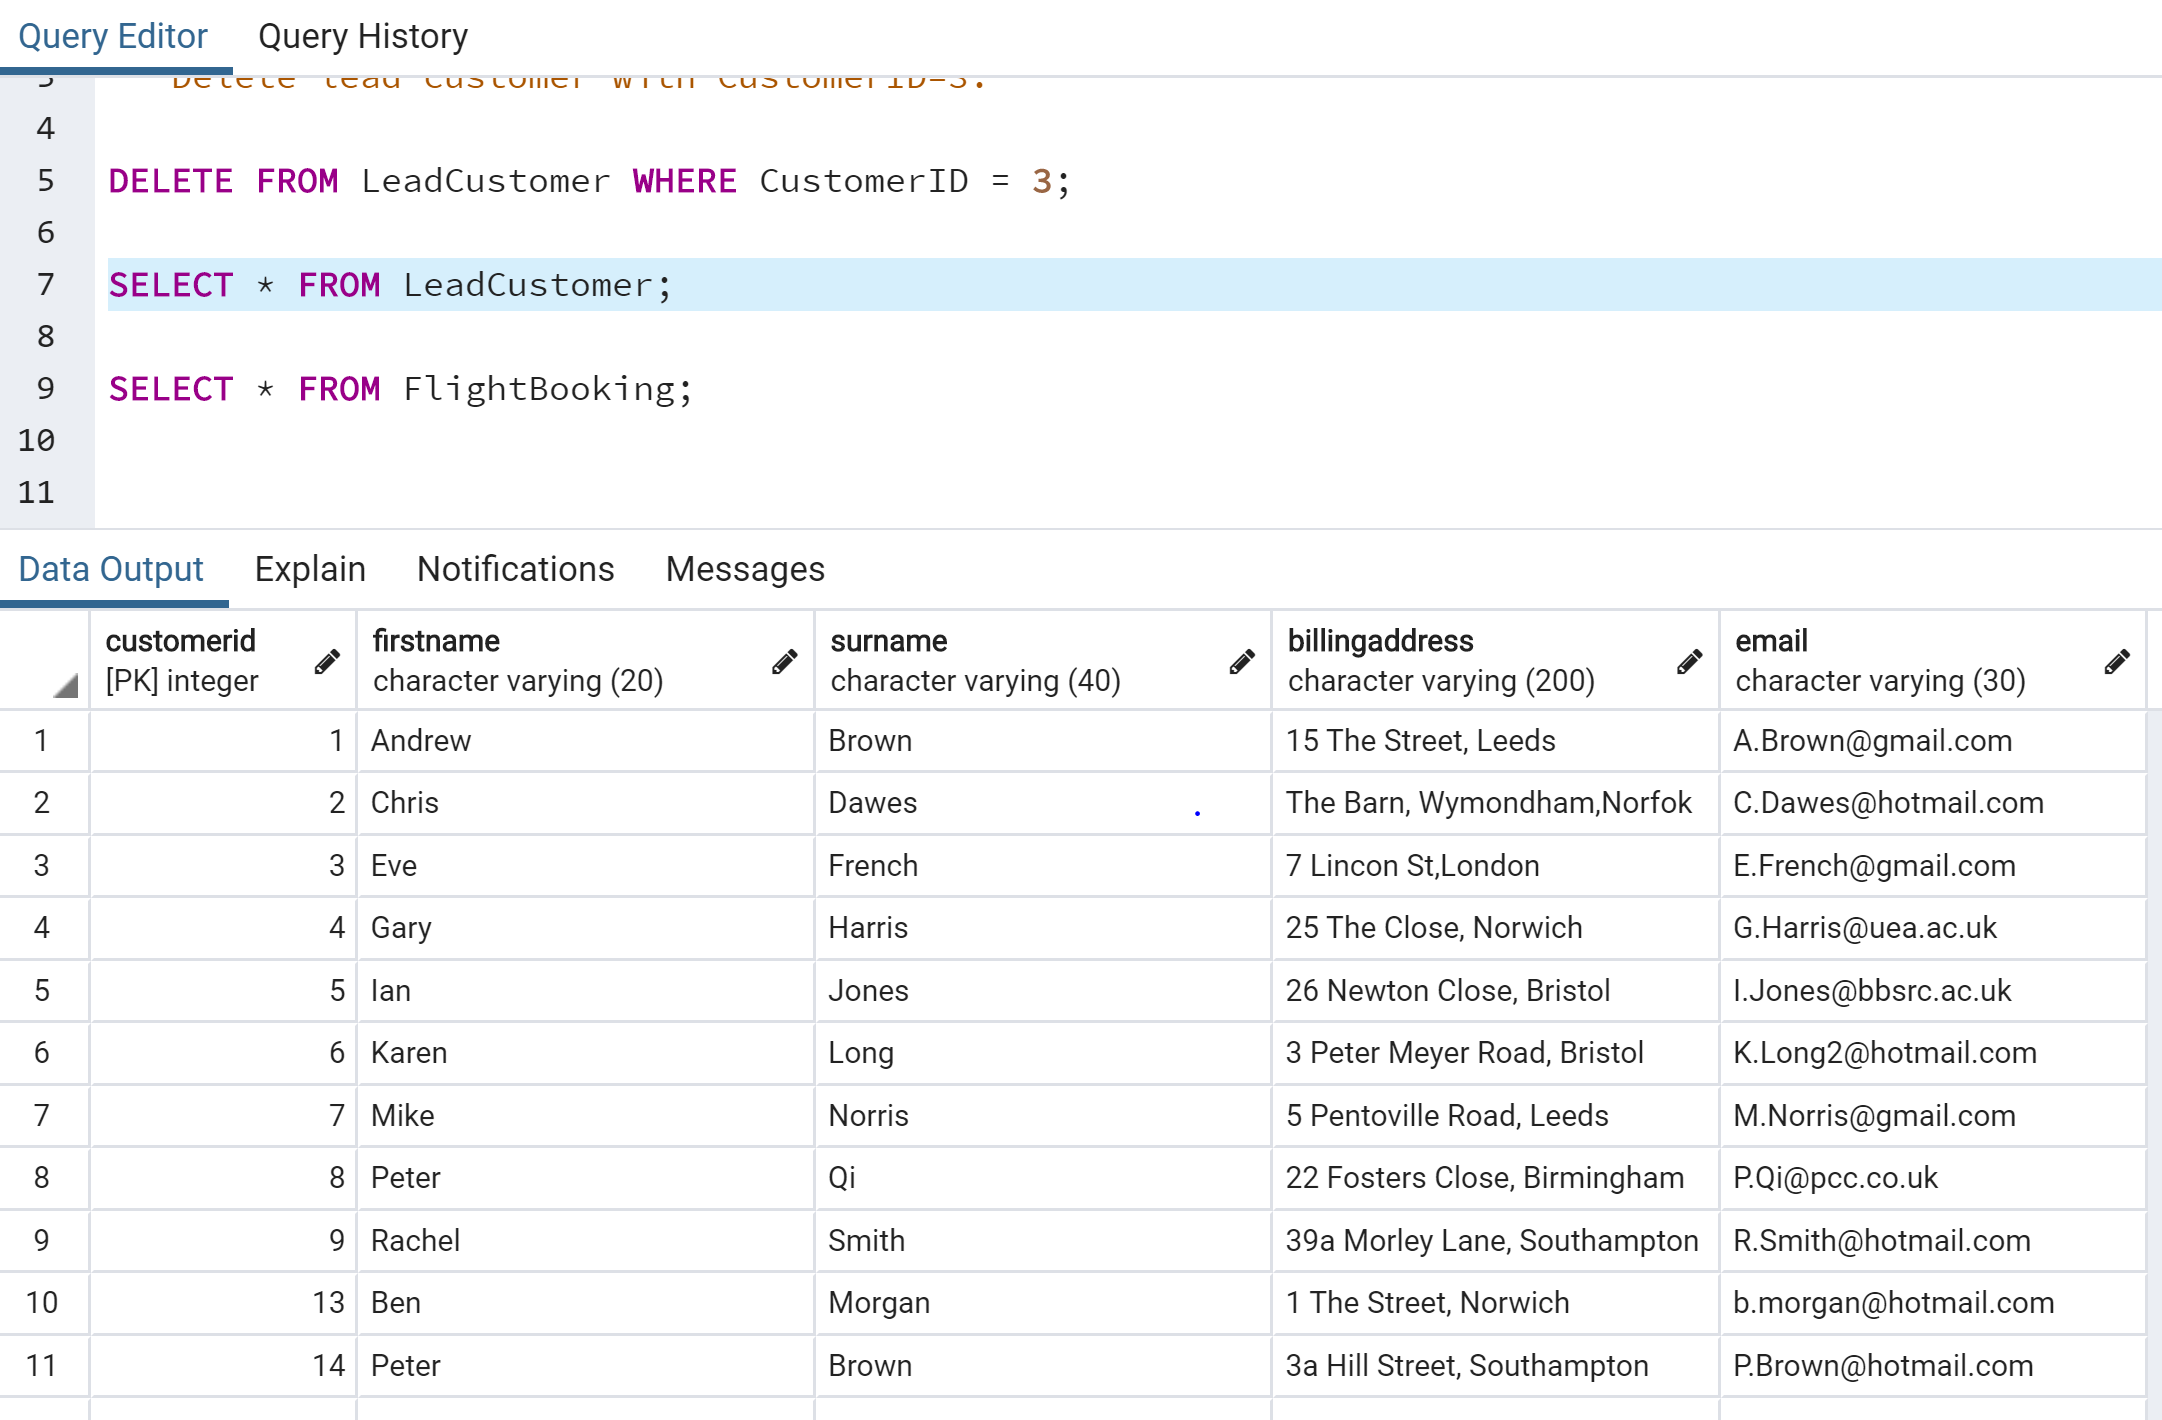 Query Editor Query History
3 Delete lead customer with CustomerID=3.
4
5 DELETE FROM LeadCustomer WHERE CustomerID = 3;
6
7 SELECT * FROM LeadCustomer;
8
9 SELECT * FROM FlightBooking;
10
11
Data Output Explain Notifications Messages
customerid firstname surname billingaddress email
[PK] integer character varying (20) character varying (40) character varying (200) character varying (30)
1 1 Andrew Brown 15 The Street, Leeds A.Brown@gmail.com
2 2 Chris Dawes The Barn, Wymondham,Norfok C.Dawes@hotmail.com
3 3 Eve French 7 Lincon St,London E.French@gmail.com
4 4 Gary Harris 25 The Close, Norwich G.Harris@uea.ac.uk
5 5 Ian Jones 26 Newton Close, Bristol I.Jones@bbsrc.ac.uk
6 6 Karen Long 3 Peter Meyer Road, Bristol K.Long2@hotmail.com
7 7 Mike Norris 5 Pentoville Road, Leeds M.Norris@gmail.com
8 8 Peter Qi 22 Fosters Close, Birmingham P.Qi@pcc.co.uk
9 9 Rachel Smith 39a Morley Lane, Southampton R.Smith@hotmail.com
10 13 Ben Morgan 1 The Street, Norwich b.morgan@hotmail.com
11 14 Peter Brown 3a Hill Street, Southampton P.Brown@hotmail.com